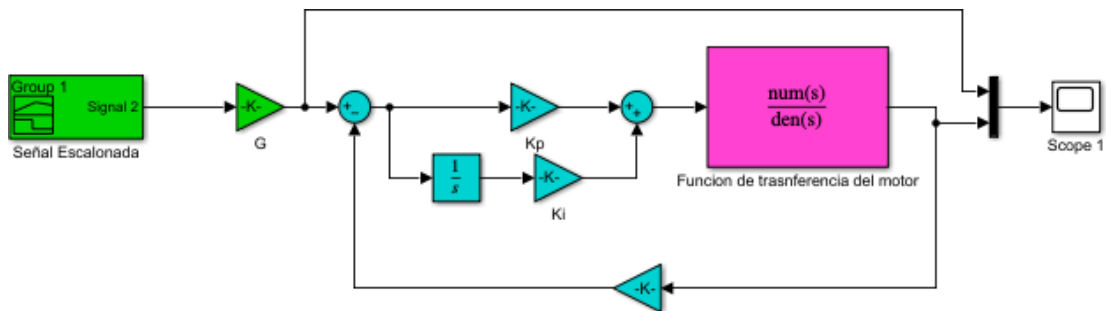 Group 1
Signal 2
Señal Escalonada
-K-
G
+
−
-K-
Kp
1
s
-K-
Ki
+
+
num(s)
den(s)
Funcion de trasnferencia del motor
Scope 1
-K-